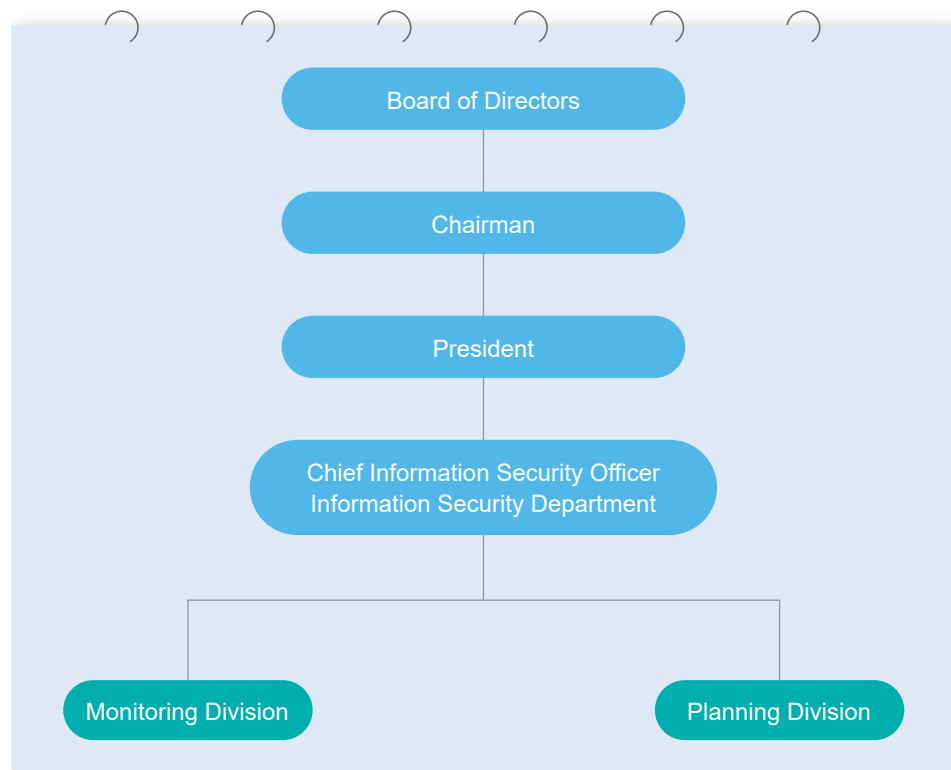 Board of Directors
Chairman
President
Chief Information Security Officer
Information Security Department
Monitoring Division
Planning Division